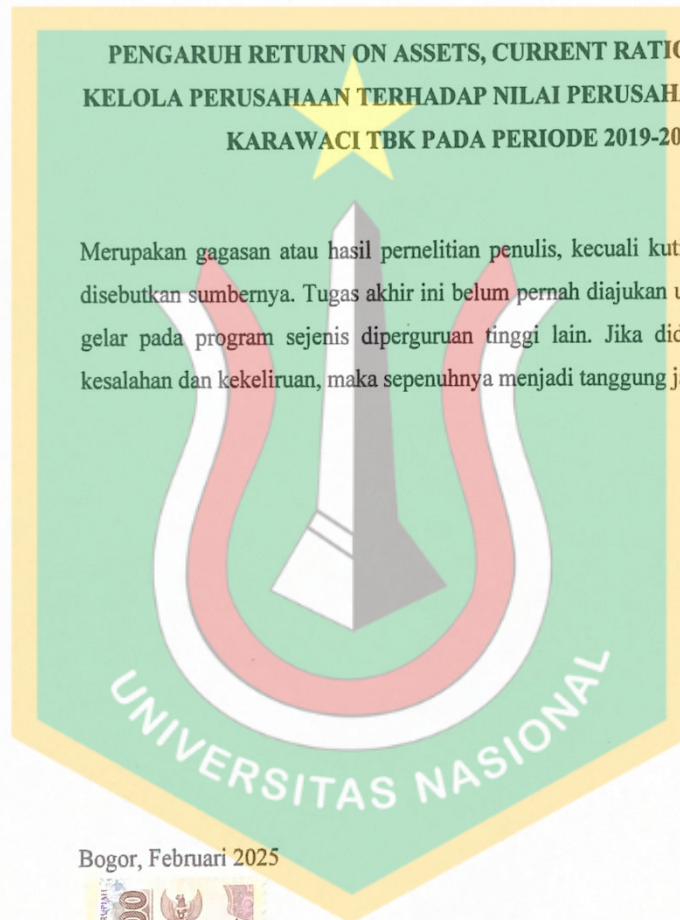 PENGARUH RETURN ON ASSETS, CURRENT RATIO
KELOLA PERUSAHAAN TERHADAP NILAI PERUSAH
KARAWACI TBK PADA PERIODE 2019-20
Merupakan gagasan atau hasil pernelitian penulis, kecuali kut
disebutkan sumbernya. Tugas akhir ini belum pernah diajukan u
gelar pada program sejenis diperguruan tinggi lain. Jika did
kesalahan dan kekeliruan, maka sepenuhnya menjadi tanggung j
UNIVERSITAS NASIONAL
Bogor, Februari 2025